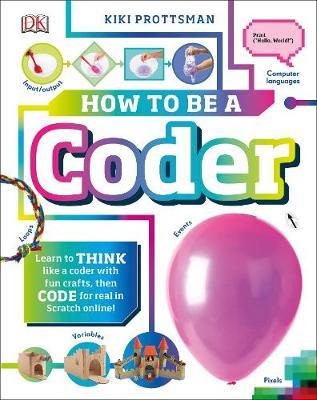 DK
KIKI PROTTSMAN
Print
("Hello, World!")
Computer
languages
Input/output
HOW TO BE A
Coder
Loops
Events
Learn to THINK
like a coder with
fun crafts, then
CODE for real in
Scratch online!
Variables
Pixels